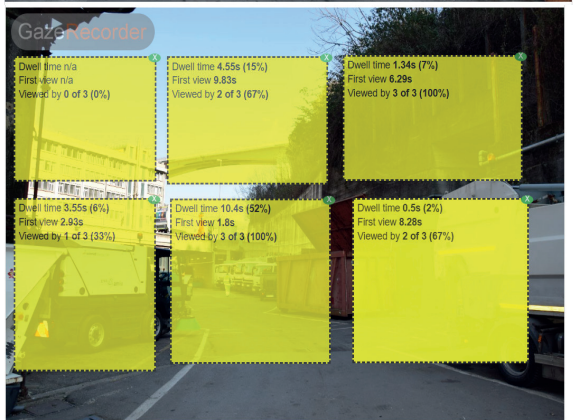 GazeRecorder
Dwell time n/a
First view n/a
Viewed by 0 of 3 (0%)
Dwell time 4.55s (15%)
First view 9.83s
Viewed by 2 of 3 (67%)
Dwell time 1.34s (7%)
First view 6.29s
Viewed by 3 of 3 (100%)
Dwell time 3.55s (6%)
First view 2.93s
Viewed by 1 of 3 (33%)
Dwell time 10.4s (52%)
First view 1.8s
Viewed by 3 of 3 (100%)
Dwell time 0.5s (2%)
First view 8.28s
Viewed by 2 of 3 (67%)